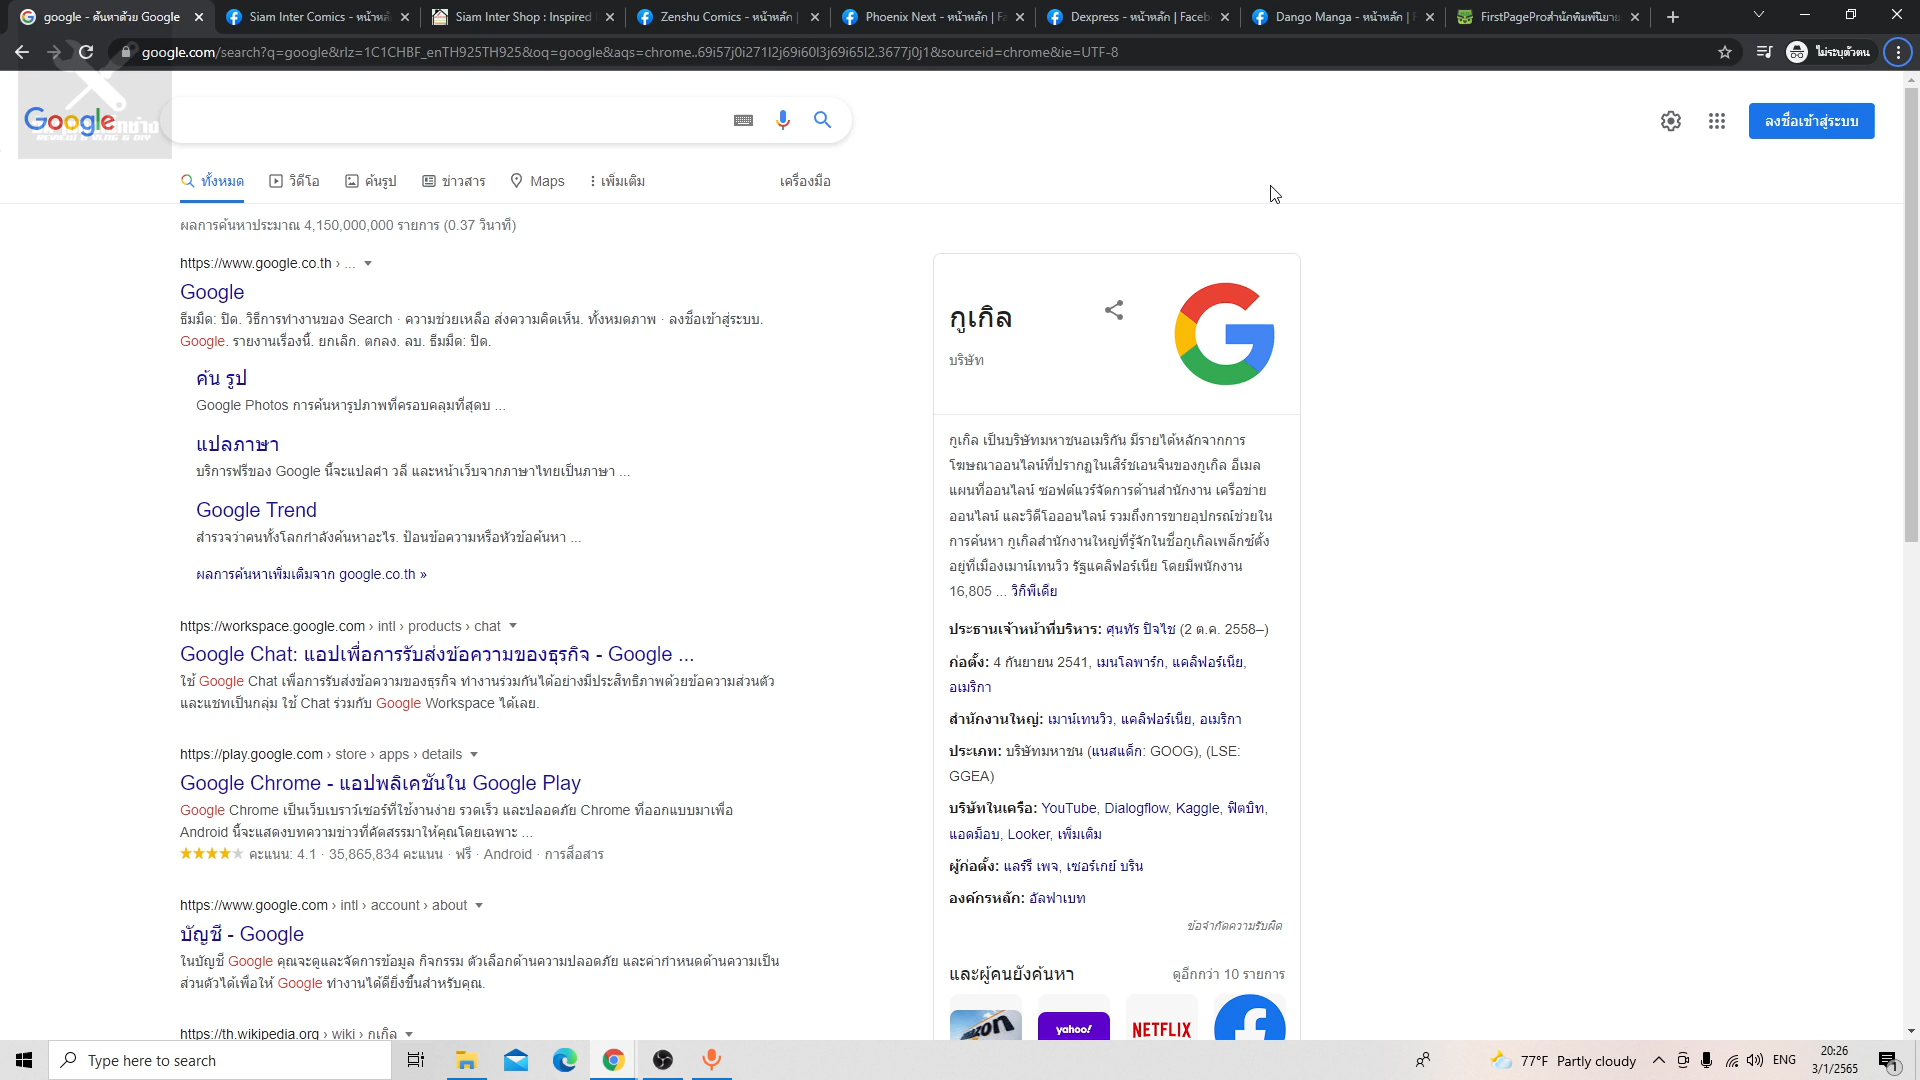 google - ค้นหาด้วย Google
Siam Inter Comics - หน้าหลั
Siam Inter Shop : Inspired
Zenshu Comics - หน้าหลัก |
Phoenix Next - หน้าหลัก | Fa
Dexpress - หน้าหลัก | Faceb
Dango Manga - หน้าหลัก | F
FirstPageProสำนักพิมพ์นิยาย
google.com/search?q=google&rlz=1C1CHBF_enTH925TH925&oq=google&aqs=chrome..69i57j0i271l2j69i60l3j69i65l2.3677j0j1&sourceid=chrome&ie=UTF-8
ไม่ระบุตัวตน
Google
ลงชื่อเข้าสู่ระบบ
ทั้งหมด
วิดีโอ
ค้นรูป
ข่าวสาร
Maps
เพิ่มเติม
เครื่องมือ
ผลการค้นหาประมาณ 4,150,000,000 รายการ (0.37 วินาที)
https://www.google.co.th › ...
Google
ธีมมืด: ปิด. วิธีการทำงานของ Search · ความช่วยเหลือ ส่งความคิดเห็น. ทั้งหมดภาพ · ลงชื่อเข้าสู่ระบบ.
Google. รายงานเรื่องนี้. ยกเลิก. ตกลง. ลบ. ธีมมืด: ปิด.
ค้น รูป
Google Photos การค้นหารูปภาพที่ครอบคลุมที่สุดบ ...
แปลภาษา
บริการฟรีของ Google นี้จะแปลคำ วลี และหน้าเว็บจากภาษาไทยเป็นภาษา ...
Google Trend
สำรวจว่าคนทั้งโลกกำลังค้นหาอะไร. ป้อนข้อความหรือหัวข้อค้นหา ...
ผลการค้นหาเพิ่มเติมจาก google.co.th »
https://workspace.google.com › intl › products › chat
Google Chat: แอปเพื่อการรับส่งข้อความของธุรกิจ - Google ...
ใช้ Google Chat เพื่อการรับส่งข้อความของธุรกิจ ทำงานร่วมกันได้อย่างมีประสิทธิภาพด้วยข้อความส่วนตัว
และแชทเป็นกลุ่ม ใช้ Chat ร่วมกับ Google Workspace ได้เลย.
https://play.google.com › store › apps › details
Google Chrome - แอปพลิเคชันใน Google Play
Google Chrome เป็นเว็บเบราว์เซอร์ที่ใช้งานง่าย รวดเร็ว และปลอดภัย Chrome ที่ออกแบบมาเพื่อ
Android นี้จะแสดงบทความข่าวที่คัดสรรมาให้คุณโดยเฉพาะ ...
คะแนน: 4.1 · 35,865,834 คะแนน · ฟรี · Android · การสื่อสาร
https://www.google.com › intl › account › about
บัญชี - Google
ในบัญชี Google คุณจะดูและจัดการข้อมูล กิจกรรม ตัวเลือกด้านความปลอดภัย และค่ากำหนดด้านความเป็น
ส่วนตัวได้เพื่อให้ Google ทำงานได้ดียิ่งขึ้นสำหรับคุณ.
https://th.wikipedia.org › wiki › กูเกิล
กูเกิล
บริษัท
กูเกิล เป็นบริษัทมหาชนอเมริกัน มีรายได้หลักจากการ
โฆษณาออนไลน์ที่ปรากฏในเสิร์ชเอนจินของกูเกิล อีเมล
แผนที่ออนไลน์ ซอฟต์แวร์จัดการด้านสำนักงาน เครือข่าย
ออนไลน์ และวิดีโอออนไลน์ รวมถึงการขายอุปกรณ์ช่วยใน
การค้นหา กูเกิลสำนักงานใหญ่ที่รู้จักในชื่อกูเกิลเพล็กซ์ตั้ง
อยู่ที่เมืองเมาน์เทนวิว รัฐแคลิฟอร์เนีย โดยมีพนักงาน
16,805 ... วิกิพีเดีย
ประธานเจ้าหน้าที่บริหาร: ศุนทัร ปิจไช (2 ต.ค. 2558–)
ก่อตั้ง: 4 กันยายน 2541, เมนโลพาร์ก, แคลิฟอร์เนีย,
อเมริกา
สำนักงานใหญ่: เมาน์เทนวิว, แคลิฟอร์เนีย, อเมริกา
ประเภท: บริษัทมหาชน (แนสแด็ก: GOOG), (LSE:
GGEA)
บริษัทในเครือ: YouTube, Dialogflow, Kaggle, ฟิตบิท,
แอดม็อบ, Looker, เพิ่มเติม
ผู้ก่อตั้ง: แลร์รี เพจ, เซอร์เกย์ บริน
องค์กรหลัก: อัลฟาเบท
ข้อจำกัดความรับผิด
และผู้คนยังค้นหา
ดูอีกกว่า 10 รายการ
yahoo!
NETFLIX
Type here to search
77°F Partly cloudy
ENG
20:26
3/1/2565
1